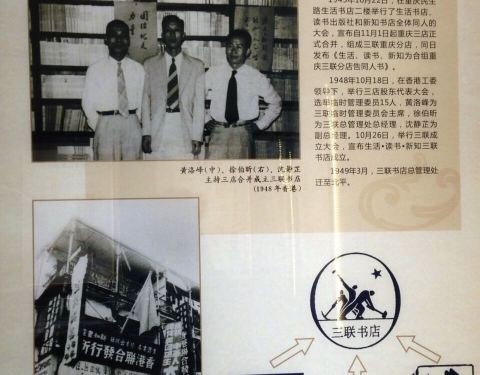 1945年10月22日，在重庆民生
路生活书店二楼举行了生活书店、
读书出版社和新知书店全体同人的
大会，宣布自11月1起重庆三店正
式合并，组成三联重庆分店，同日
发布《生活、读书、新知为合组重
庆三联分店告同人书》。
1948年10月18日，在香港工委
领导下，举行三店股东代表大会，
选举临时管理委员15人，黄洛峰为
三联临时管理委员会主席，徐伯昕
为三联总管理处总经理，沈静芷为
副总经理。10月26日，举行三联成
立大会，宣布生活•读书•新知三联
书店成立。
1949年3月，三联书店总管理处
迁至北平。
黄洛峰(中)、徐伯昕(右)、沈静芷
主持三店合并成立三联书店
(1948年香港)
香港聯合發行所
三联书店